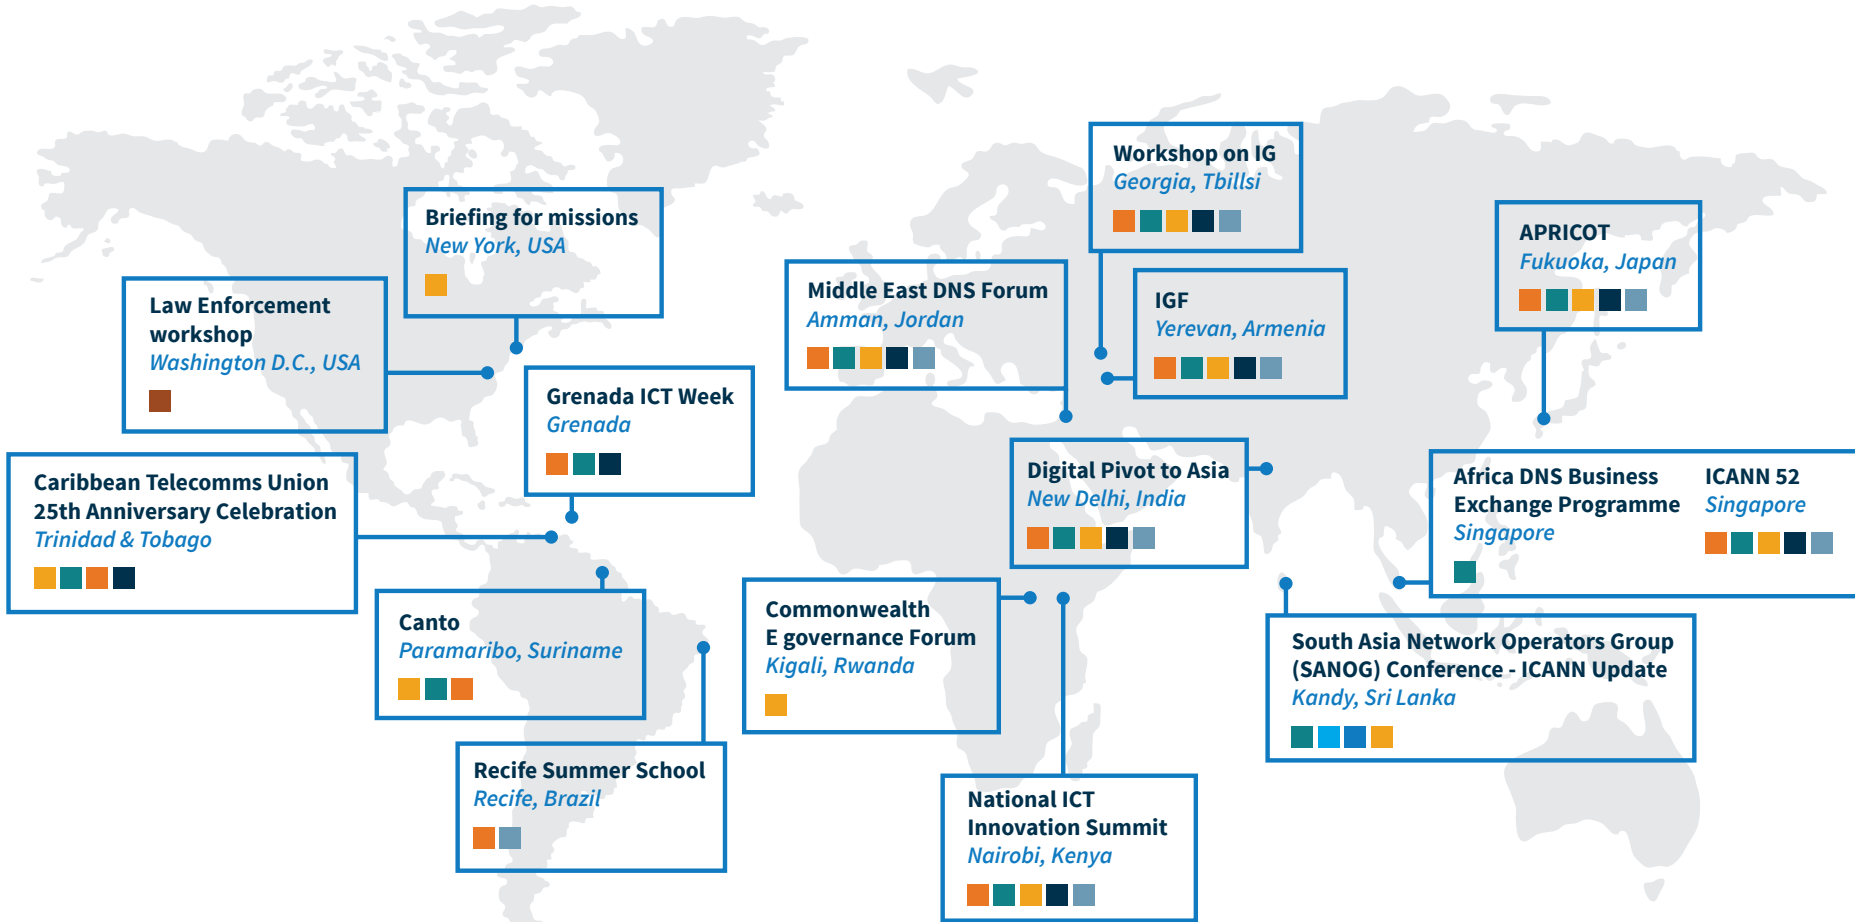 Workshop on IG
Georgia, Tbillsi
Briefing for missions
New York, USA
APRICOT
Fukuoka, Japan
Law Enforcement
workshop
Washington D.C., USA
Middle East DNS Forum
Amman, Jordan
IGF
Yerevan, Armenia
Grenada ICT Week
Grenada
Caribbean Telecomms Union
25th Anniversary Celebration
Trinidad & Tobago
Digital Pivot to Asia
New Delhi, India
Africa DNS Business
Exchange Programme
Singapore
ICANN 52
Singapore
Canto
Paramaribo, Suriname
Commonwealth
E governance Forum
Kigali, Rwanda
South Asia Network Operators Group
(SANOG) Conference - ICANN Update
Kandy, Sri Lanka
Recife Summer School
Recife, Brazil
National ICT
Innovation Summit
Nairobi, Kenya